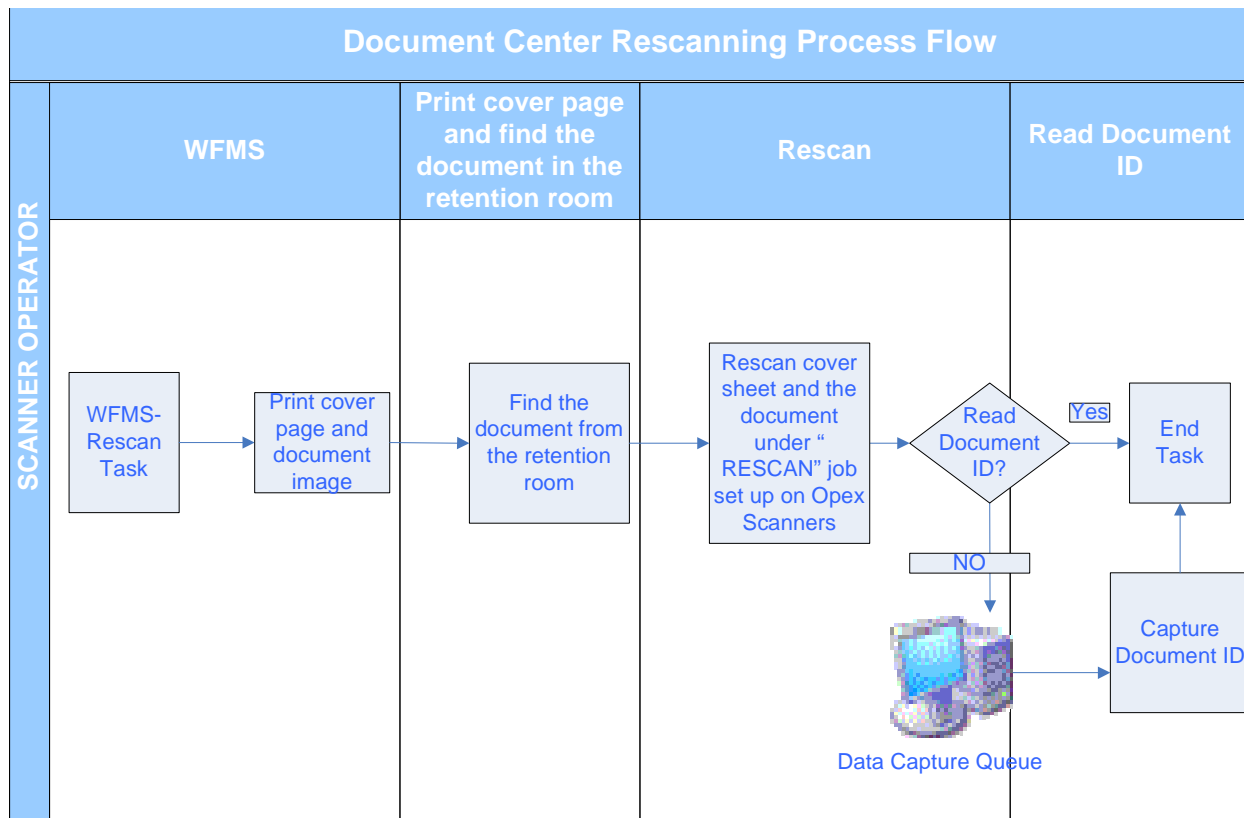 Document Center Rescanning Process Flow
SCANNER OPERATOR
WFMS
Print cover page
and find the
document in the
retention room
Rescan
Read Document
ID
WFMS-
Rescan
Task
Print cover
page and
document
image
Find the
document from
the retention
room
Rescan cover
sheet and the
document
under “
RESCAN” job
set up on Opex
Scanners
Read
Document
ID?
Yes
End
Task
NO
Data Capture Queue
Capture
Document ID